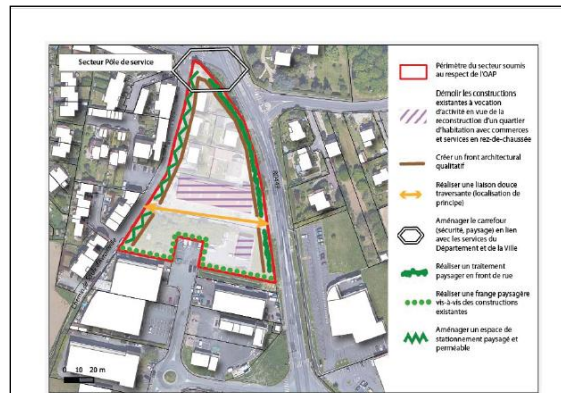 Secteur Pôle de service
Périmètre du secteur soumis
au respect de l'OAP
Démolir les constructions
existantes à vocation
d'activité en vue de la
reconstruction d'un quartier
d'habitation avec commerces
et services en rez-de-chaussée
Créer un front architectural
qualitatif
Réaliser une liaison douce
traversante (localisation de
principe)
Aménager le carrefour
(sécurité, paysage) en lien
avec les services du
Département et de la Ville
Réaliser un traitement
paysager en front de rue
Réaliser une frange paysagère
vis-à-vis des constructions
existantes
Aménager un espace de
stationnement paysagé et
perméable
0 10 20 m